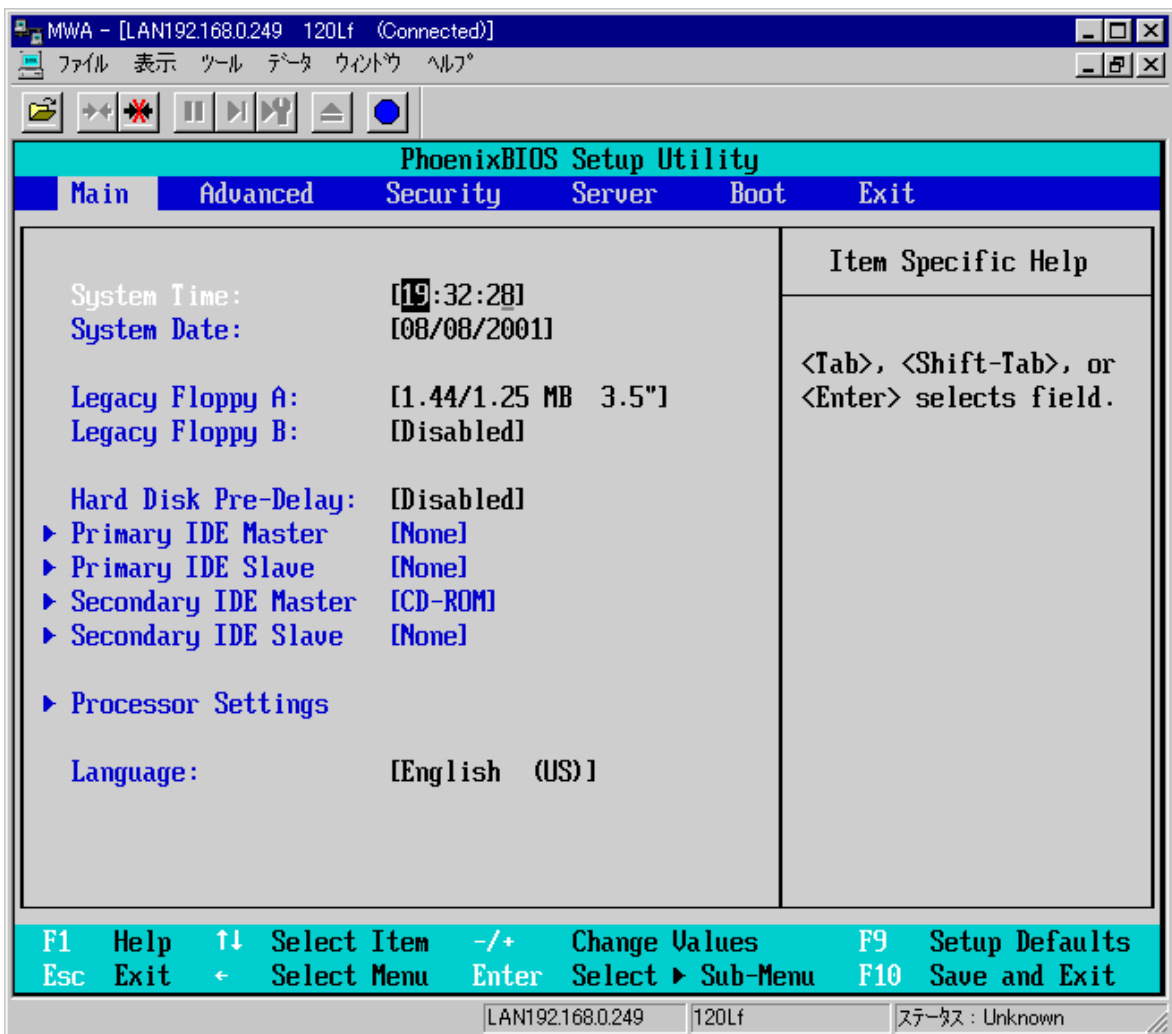 MWA - [LAN192.168.0.249 120Lf (Connected)]
ファイル 表示 ツール データ ウィンドウ ヘルプ
PhoenixBIOS Setup Utility
Main Advanced Security Server Boot Exit
Item Specific Help
System Time: [19:32:28]
System Date: [08/08/2001]
<Tab>, <Shift-Tab>, or
<Enter> selects field.
Legacy Floppy A: [1.44/1.25 MB 3.5"]
Legacy Floppy B: [Disabled]
Hard Disk Pre-Delay: [Disabled]
▶ Primary IDE Master [None]
▶ Primary IDE Slave [None]
▶ Secondary IDE Master [CD-ROM]
▶ Secondary IDE Slave [None]
▶ Processor Settings
Language: [English (US)]
F1 Help ↑↓ Select Item -/+ Change Values F9 Setup Defaults
Esc Exit ← Select Menu Enter Select ▶ Sub-Menu F10 Save and Exit
LAN192.168.0.249 120Lf ステータス : Unknown